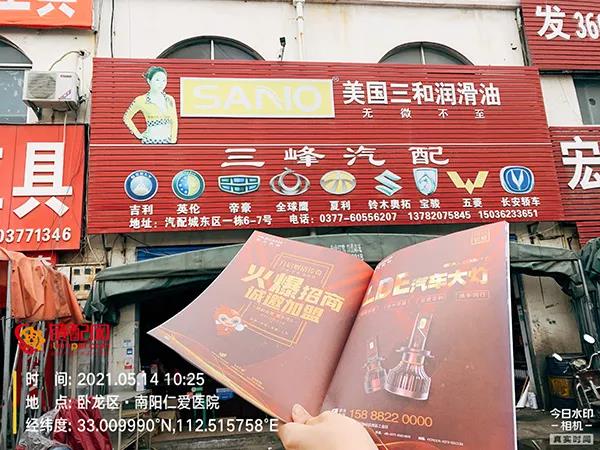 发 36
SANO
美国三和润滑油
无微不至
三峰汽配
吉利 英伦 帝豪 全球鹰 夏利 铃木奥拓 宝骏 五菱 长安轿车
地址：汽配城东区一栋6-7号 电话：0377-60556207 13782075845 15036233651
具
03771346
宏
火爆招商
诚邀加盟
LDE汽车大灯
158 8822 0000
时 间: 2021.05.14 10:25
地 点: 卧龙区·南阳仁爱医院
经纬度: 33.009990°N,112.515758°E
今日水印
-相机-
真实时间